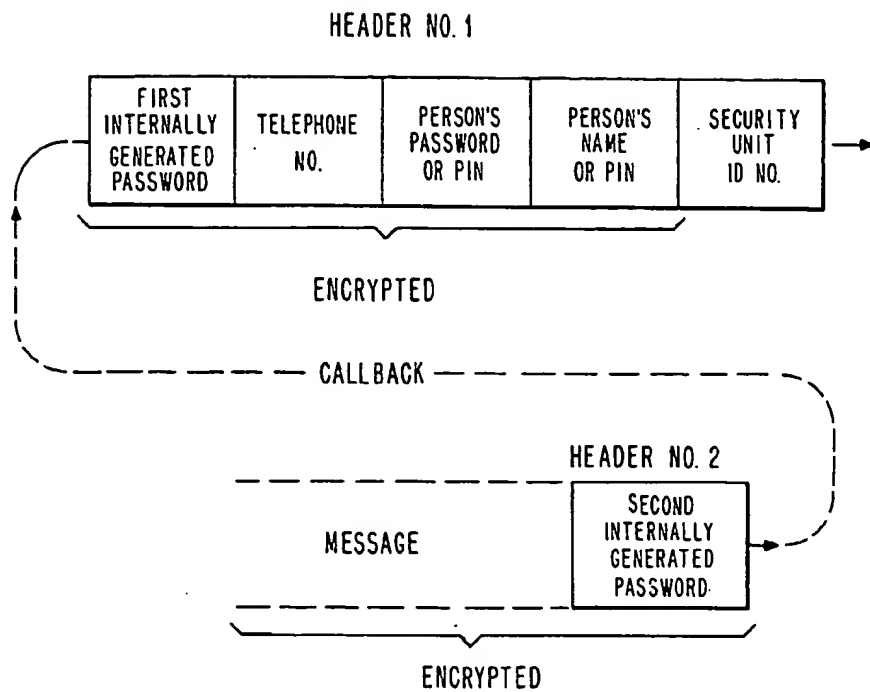 HEADER NO. 1
FIRST
INTERNALLY
GENERATED
PASSWORD
TELEPHONE
NO.
PERSON'S
PASSWORD
OR PIN
PERSON'S
NAME
OR PIN
SECURITY
UNIT
ID NO.
ENCRYPTED
CALLBACK
HEADER NO. 2
MESSAGE
SECOND
INTERNALLY
GENERATED
PASSWORD
ENCRYPTED